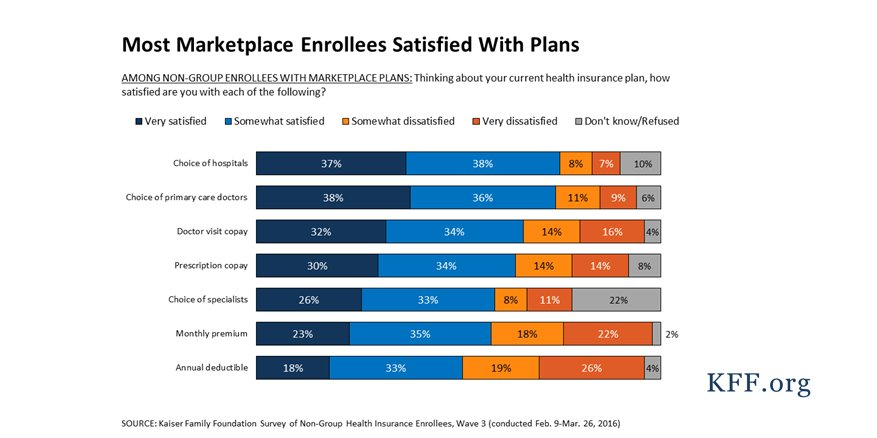 Most Marketplace Enrollees Satisfied With Plans
AMONG NON-GROUP ENROLLEES WITH MARKETPLACE PLANS: Thinking about your current health insurance plan, how
satisfied are you with each of the following?
Very satisfied Somewhat satisfied Somewhat dissatisfied Very dissatisfied Don't know/Refused
Choice of hospitals 37% 38% 8% 7% 10%
Choice of primary care doctors 38% 36% 11% 9% 6%
Doctor visit copay 32% 34% 14% 16% 4%
Prescription copay 30% 34% 14% 14% 8%
Choice of specialists 26% 33% 8% 11% 22%
Monthly premium 23% 35% 18% 22% 2%
Annual deductible 18% 33% 19% 26% 4%
KFF.org
SOURCE: Kaiser Family Foundation Survey of Non-Group Health Insurance Enrollees, Wave 3 (conducted Feb. 9-Mar. 26, 2016)